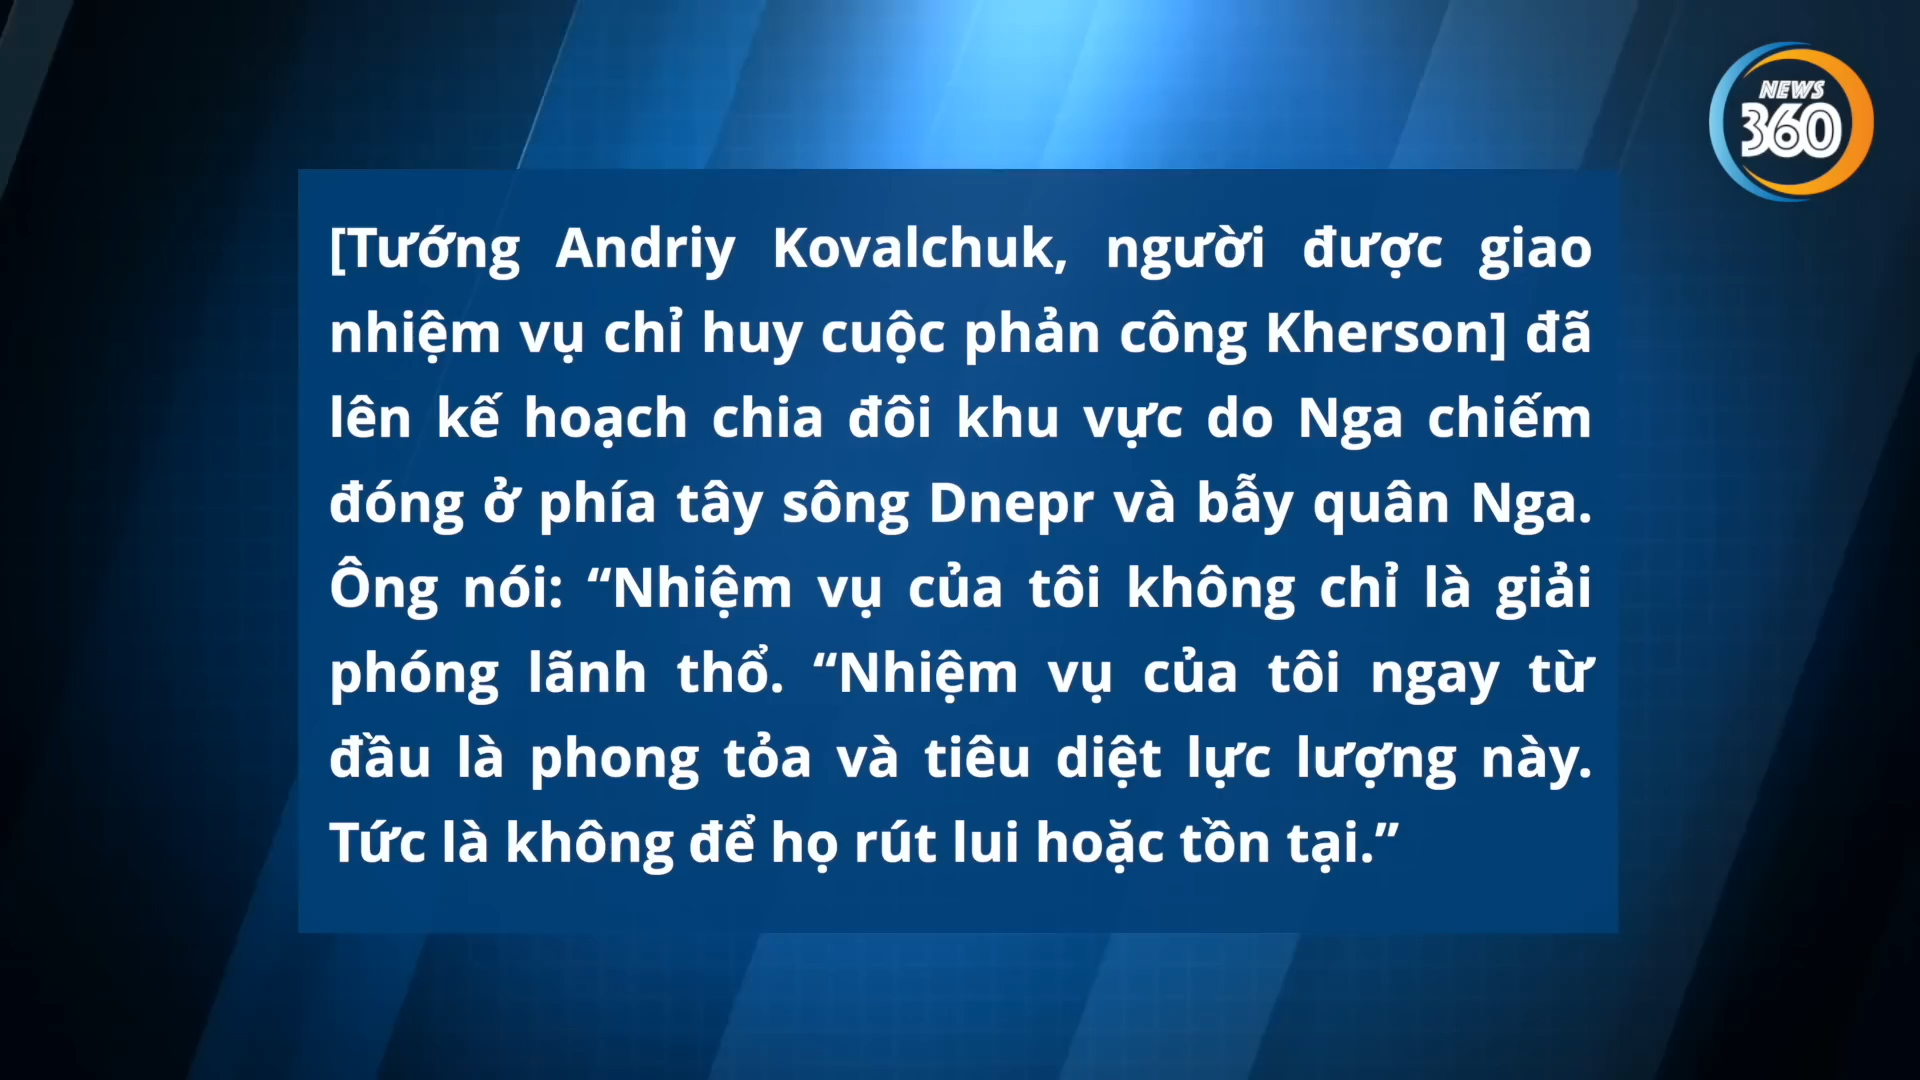 NEWS
360
[Tướng Andriy Kovalchuk, người được giao
nhiệm vụ chỉ huy cuộc phản công Kherson] đã
lên kế hoạch chia đôi khu vực do Nga chiếm
đóng ở phía tây sông Dnepr và bẫy quân Nga.
Ông nói: “Nhiệm vụ của tôi không chỉ là giải
phóng lãnh thổ. “Nhiệm vụ của tôi ngay từ
đầu là phong tỏa và tiêu diệt lực lượng này.
Tức là không để họ rút lui hoặc tồn tại.”